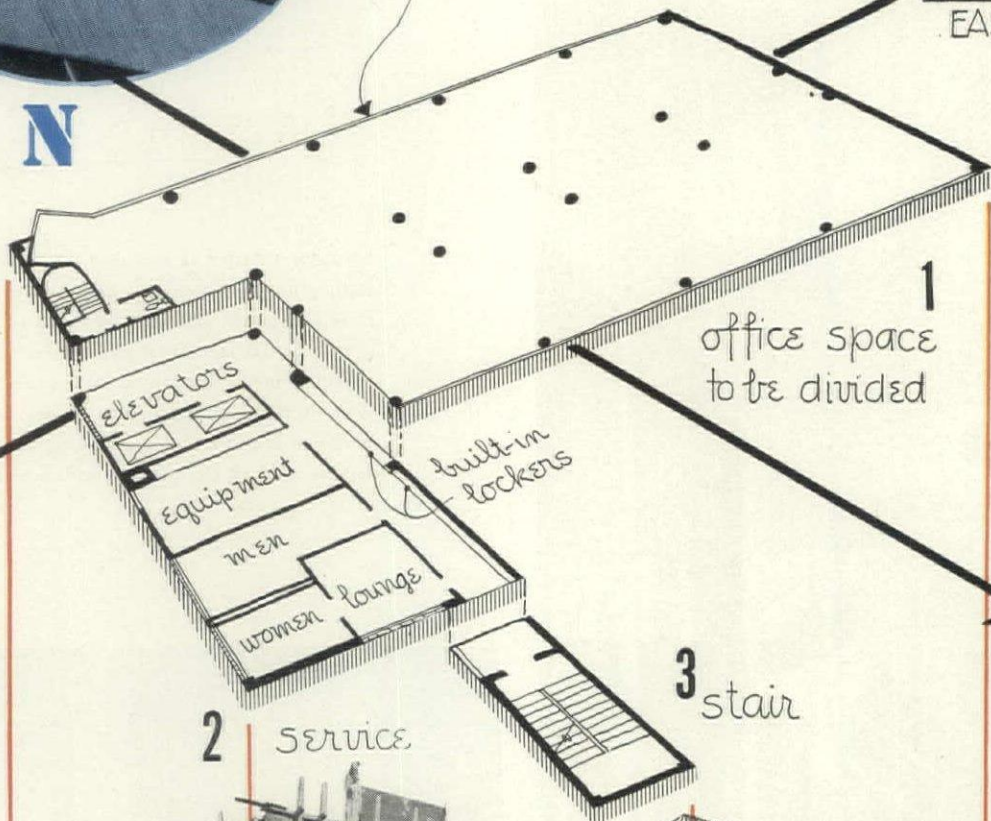 EA
N
1
office space
to be divided
elevators
built-in
lockers
equipment
men
lounge
women
3 stair
2 service